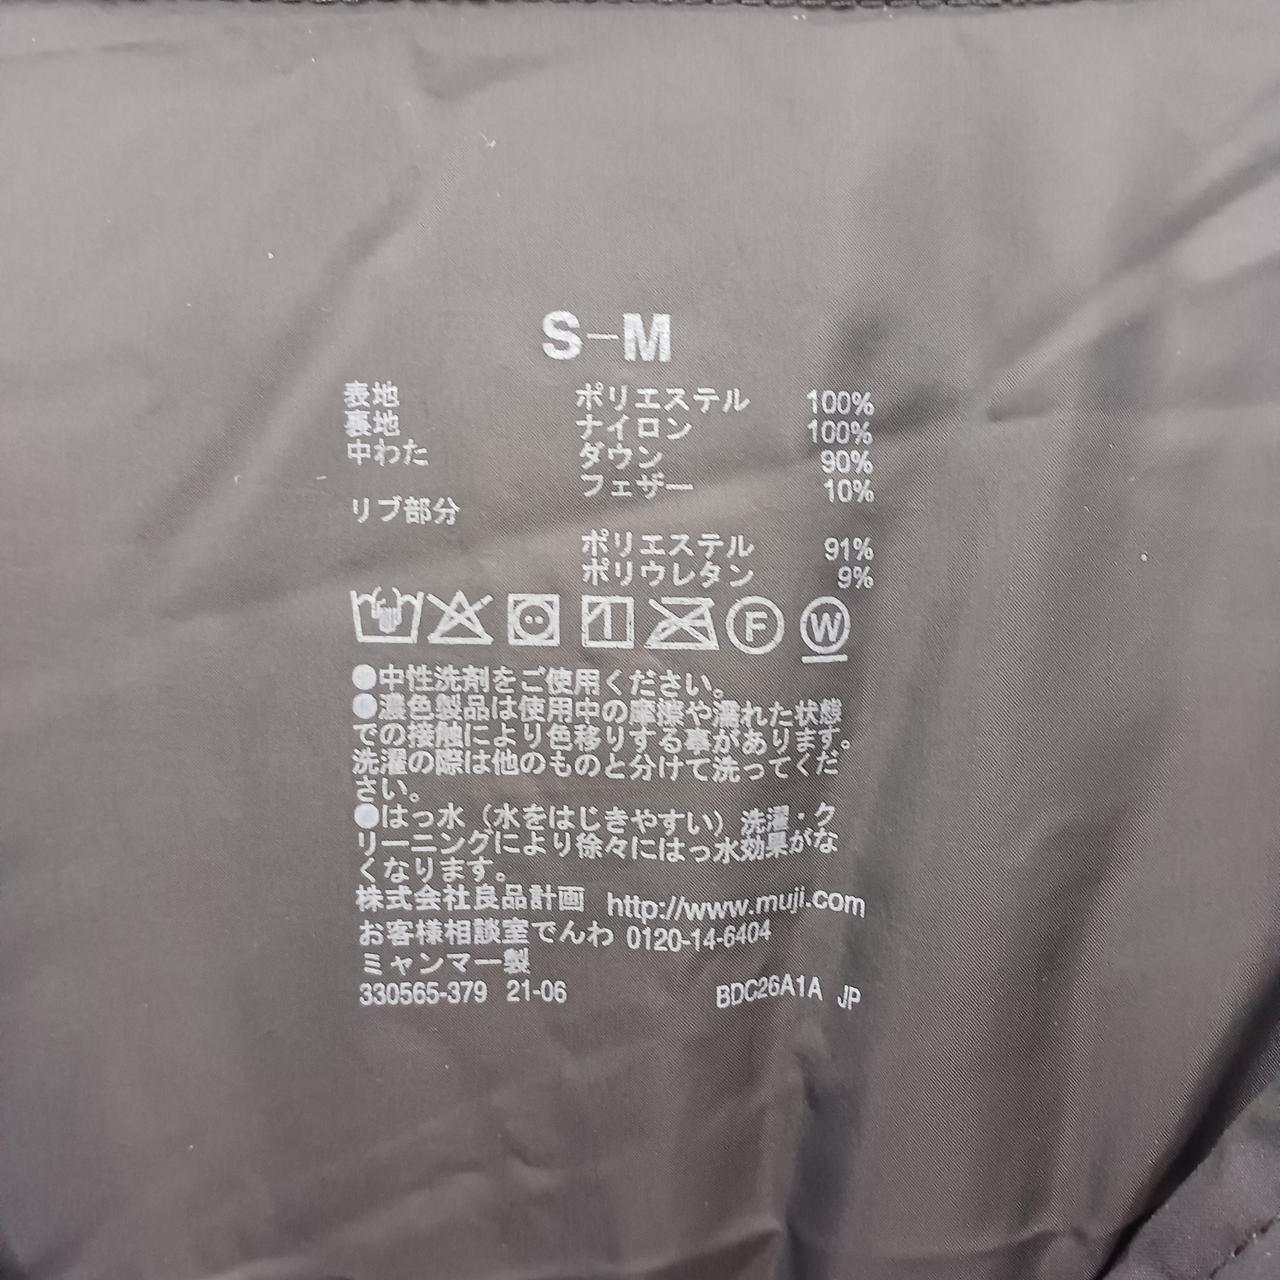 S-M
表地 ポリエステル 100%
裏地 ナイロン 100%
中わた ダウン 90%
フェザー 10%
リブ部分
ポリエステル 91%
ポリウレタン 9%
F W
●中性洗剤をご使用ください。
●濃色製品は使用中の摩擦や濡れた状態
での接触により色移りする事があります。
洗濯の際は他のものと分けて洗ってくだ
さい。
●はっ水（水をはじきやすい）洗濯・ク
リーニングにより徐々にはっ水効果がな
くなります。
株式会社良品計画 http://www.muji.com
お客様相談室でんわ 0120-14-6404
ミャンマー製
330565-379 21-06 BDC26A1A JP